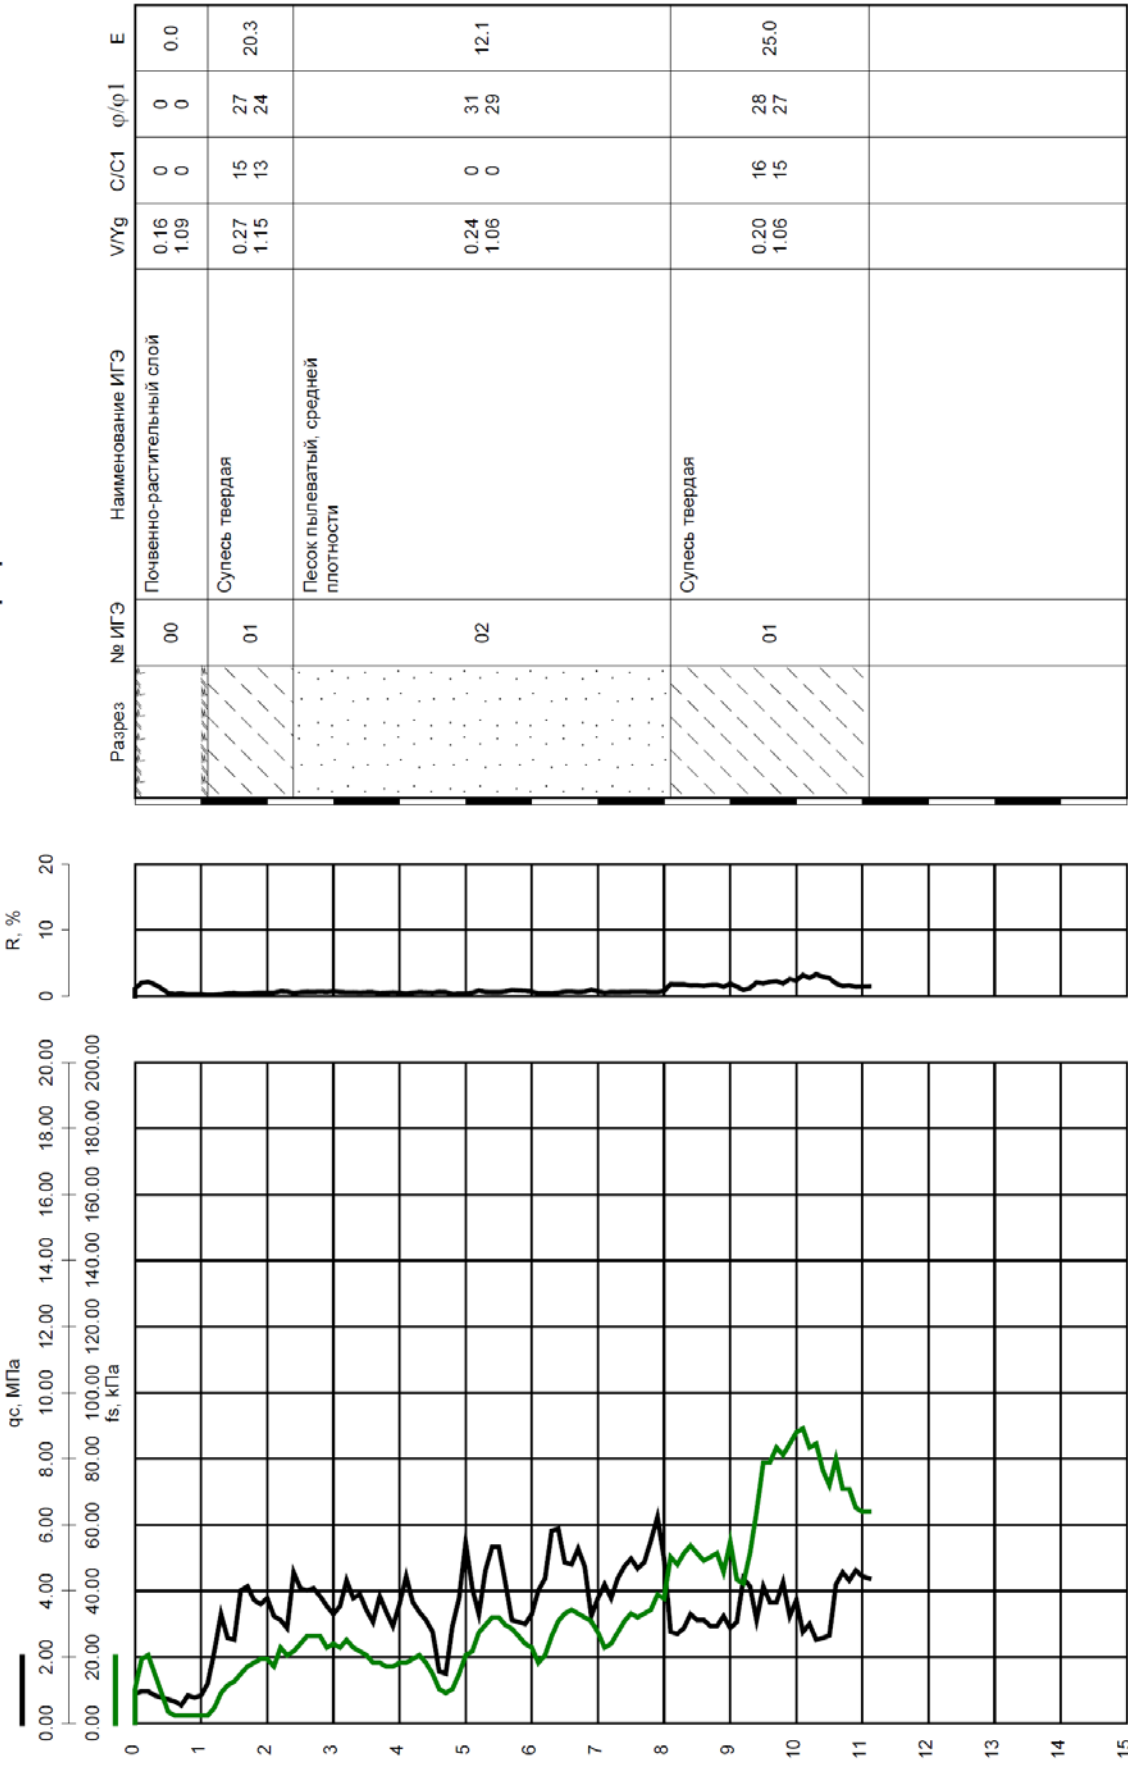 qc, МПа
0.00 2.00 4.00 6.00 8.00 10.00 12.00 14.00 16.00 18.00 20.00
0.00 20.00 40.00 60.00 80.00 100.00 120.00 140.00 160.00 180.00 200.00
fs, кПа
R, %
0 10 20
Разрез № ИГЭ Наименование ИГЭ V/Yg C/C1 φ/φ1 E
00 Почвенно-растительный слой 0.16 0 0 0.0
1.09 0 0
01 Супесь твердая 0.27 15 27 20.3
1.15 13 24
02 Песок пылеватый, средней 0.24 0 31 12.1
плотности 1.06 0 29
01 Супесь твердая 0.20 16 28 25.0
1.06 15 27
0
1
2
3
4
5
6
7
8
9
10
11
12
13
14
15